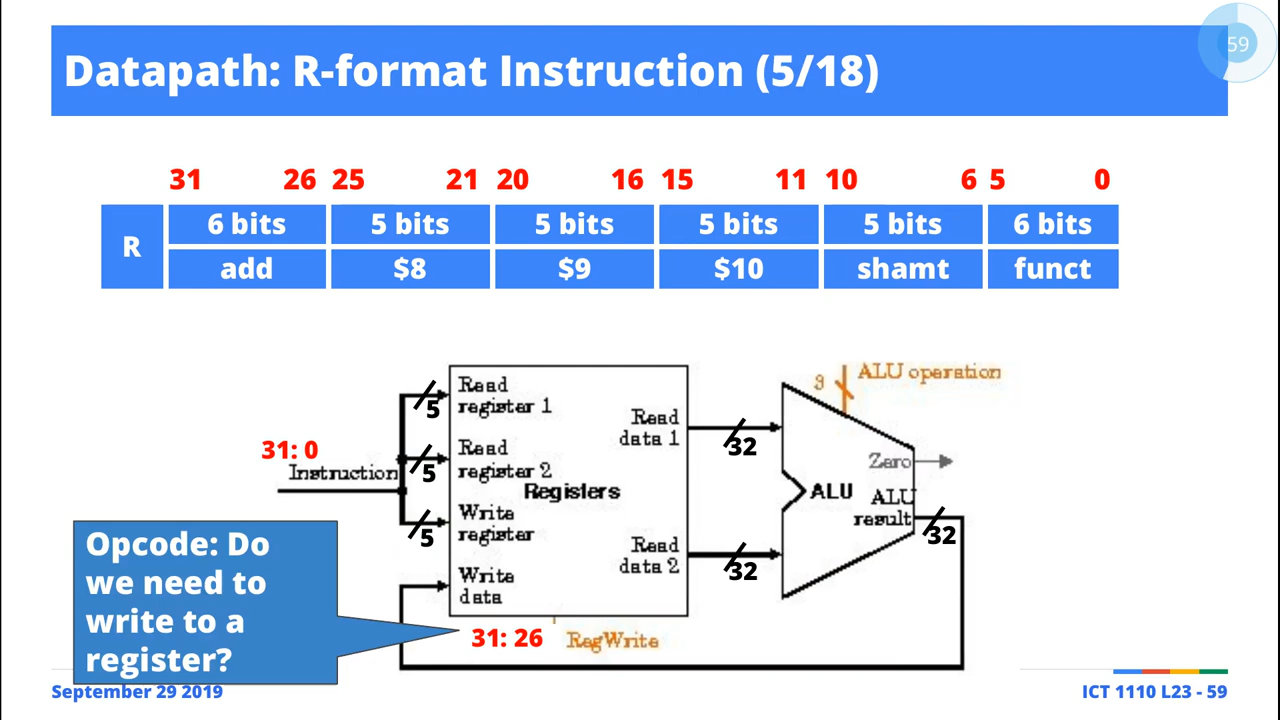 59
Datapath: R-format Instruction (5/18)
31 26 25 21 20 16 15 11 10 6 5 0
R
6 bits 5 bits 5 bits 5 bits 5 bits 6 bits
add $8 $9 $10 shamt funct
3 ALU operation
Read
register 1
5
Read
data 1
32
31: 0
Instruction
Read
register 2
5
Registers
Zero
ALU
ALU
result
32
Write
register
5
Read
data 2
32
Write
data
Opcode: Do
we need to
write to a
register?
31: 26 RegWrite
September 29 2019
ICT 1110 L23 - 59